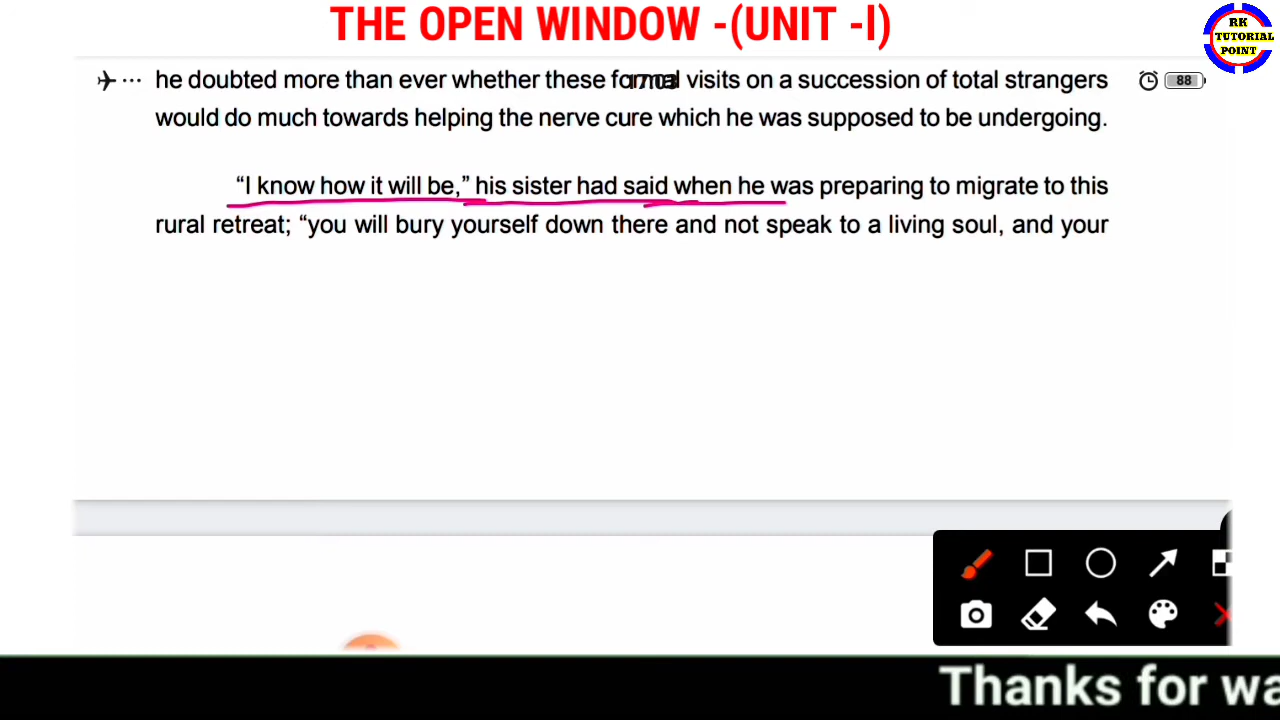 THE OPEN WINDOW -(UNIT -I)
RK
TUTORIAL
POINT
17:03
88
he doubted more than ever whether these formal visits on a succession of total strangers
would do much towards helping the nerve cure which he was supposed to be undergoing.
“I know how it will be,” his sister had said when he was preparing to migrate to this
rural retreat; “you will bury yourself down there and not speak to a living soul, and your
Thanks for wa